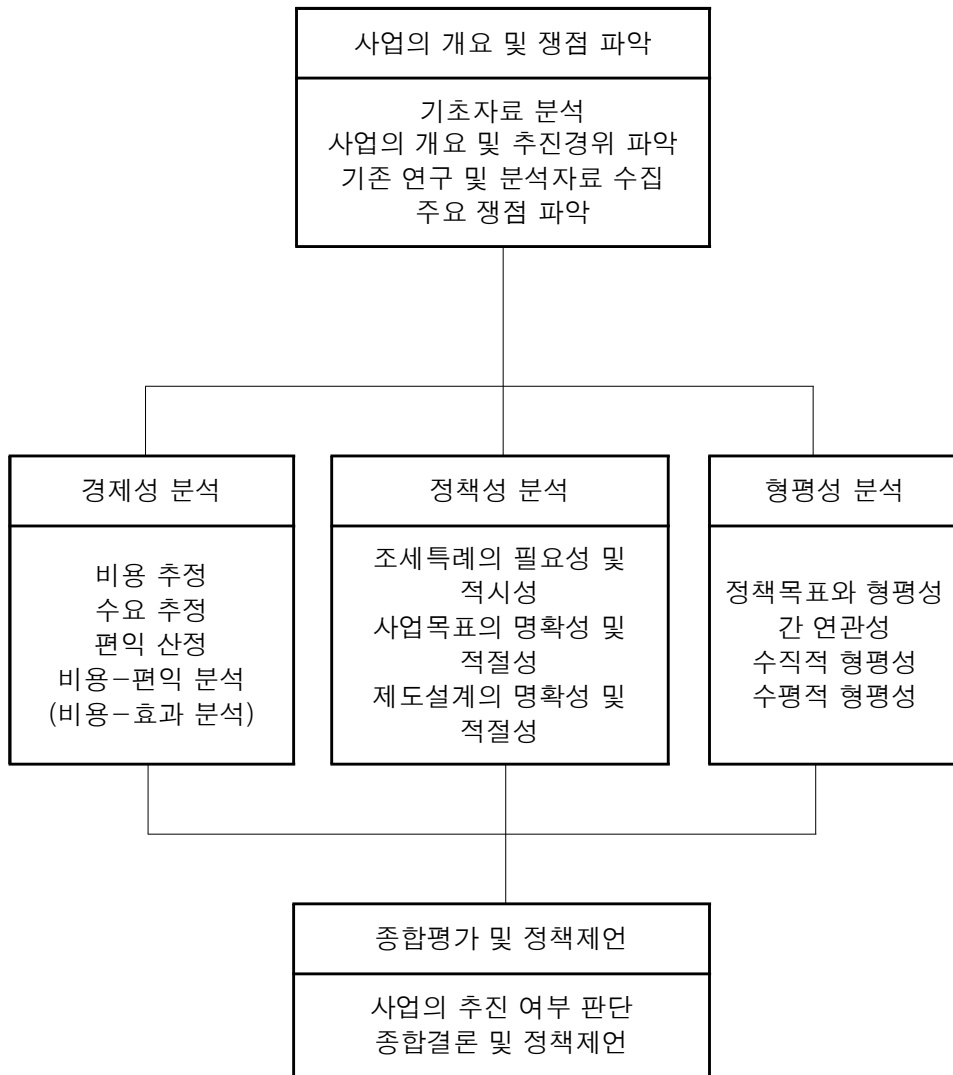 사업의 개요 및 쟁점 파악
기초자료 분석
사업의 개요 및 추진경위 파악
기존 연구 및 분석자료 수집
주요 쟁점 파악
경제성 분석
비용 추정
수요 추정
편익 산정
비용-편익 분석
(비용-효과 분석)
정책성 분석
조세특례의 필요성 및
적시성
사업목표의 명확성 및
적절성
제도설계의 명확성 및
적절성
형평성 분석
정책목표와 형평성
간 연관성
수직적 형평성
수평적 형평성
종합평가 및 정책제언
사업의 추진 여부 판단
종합결론 및 정책제언